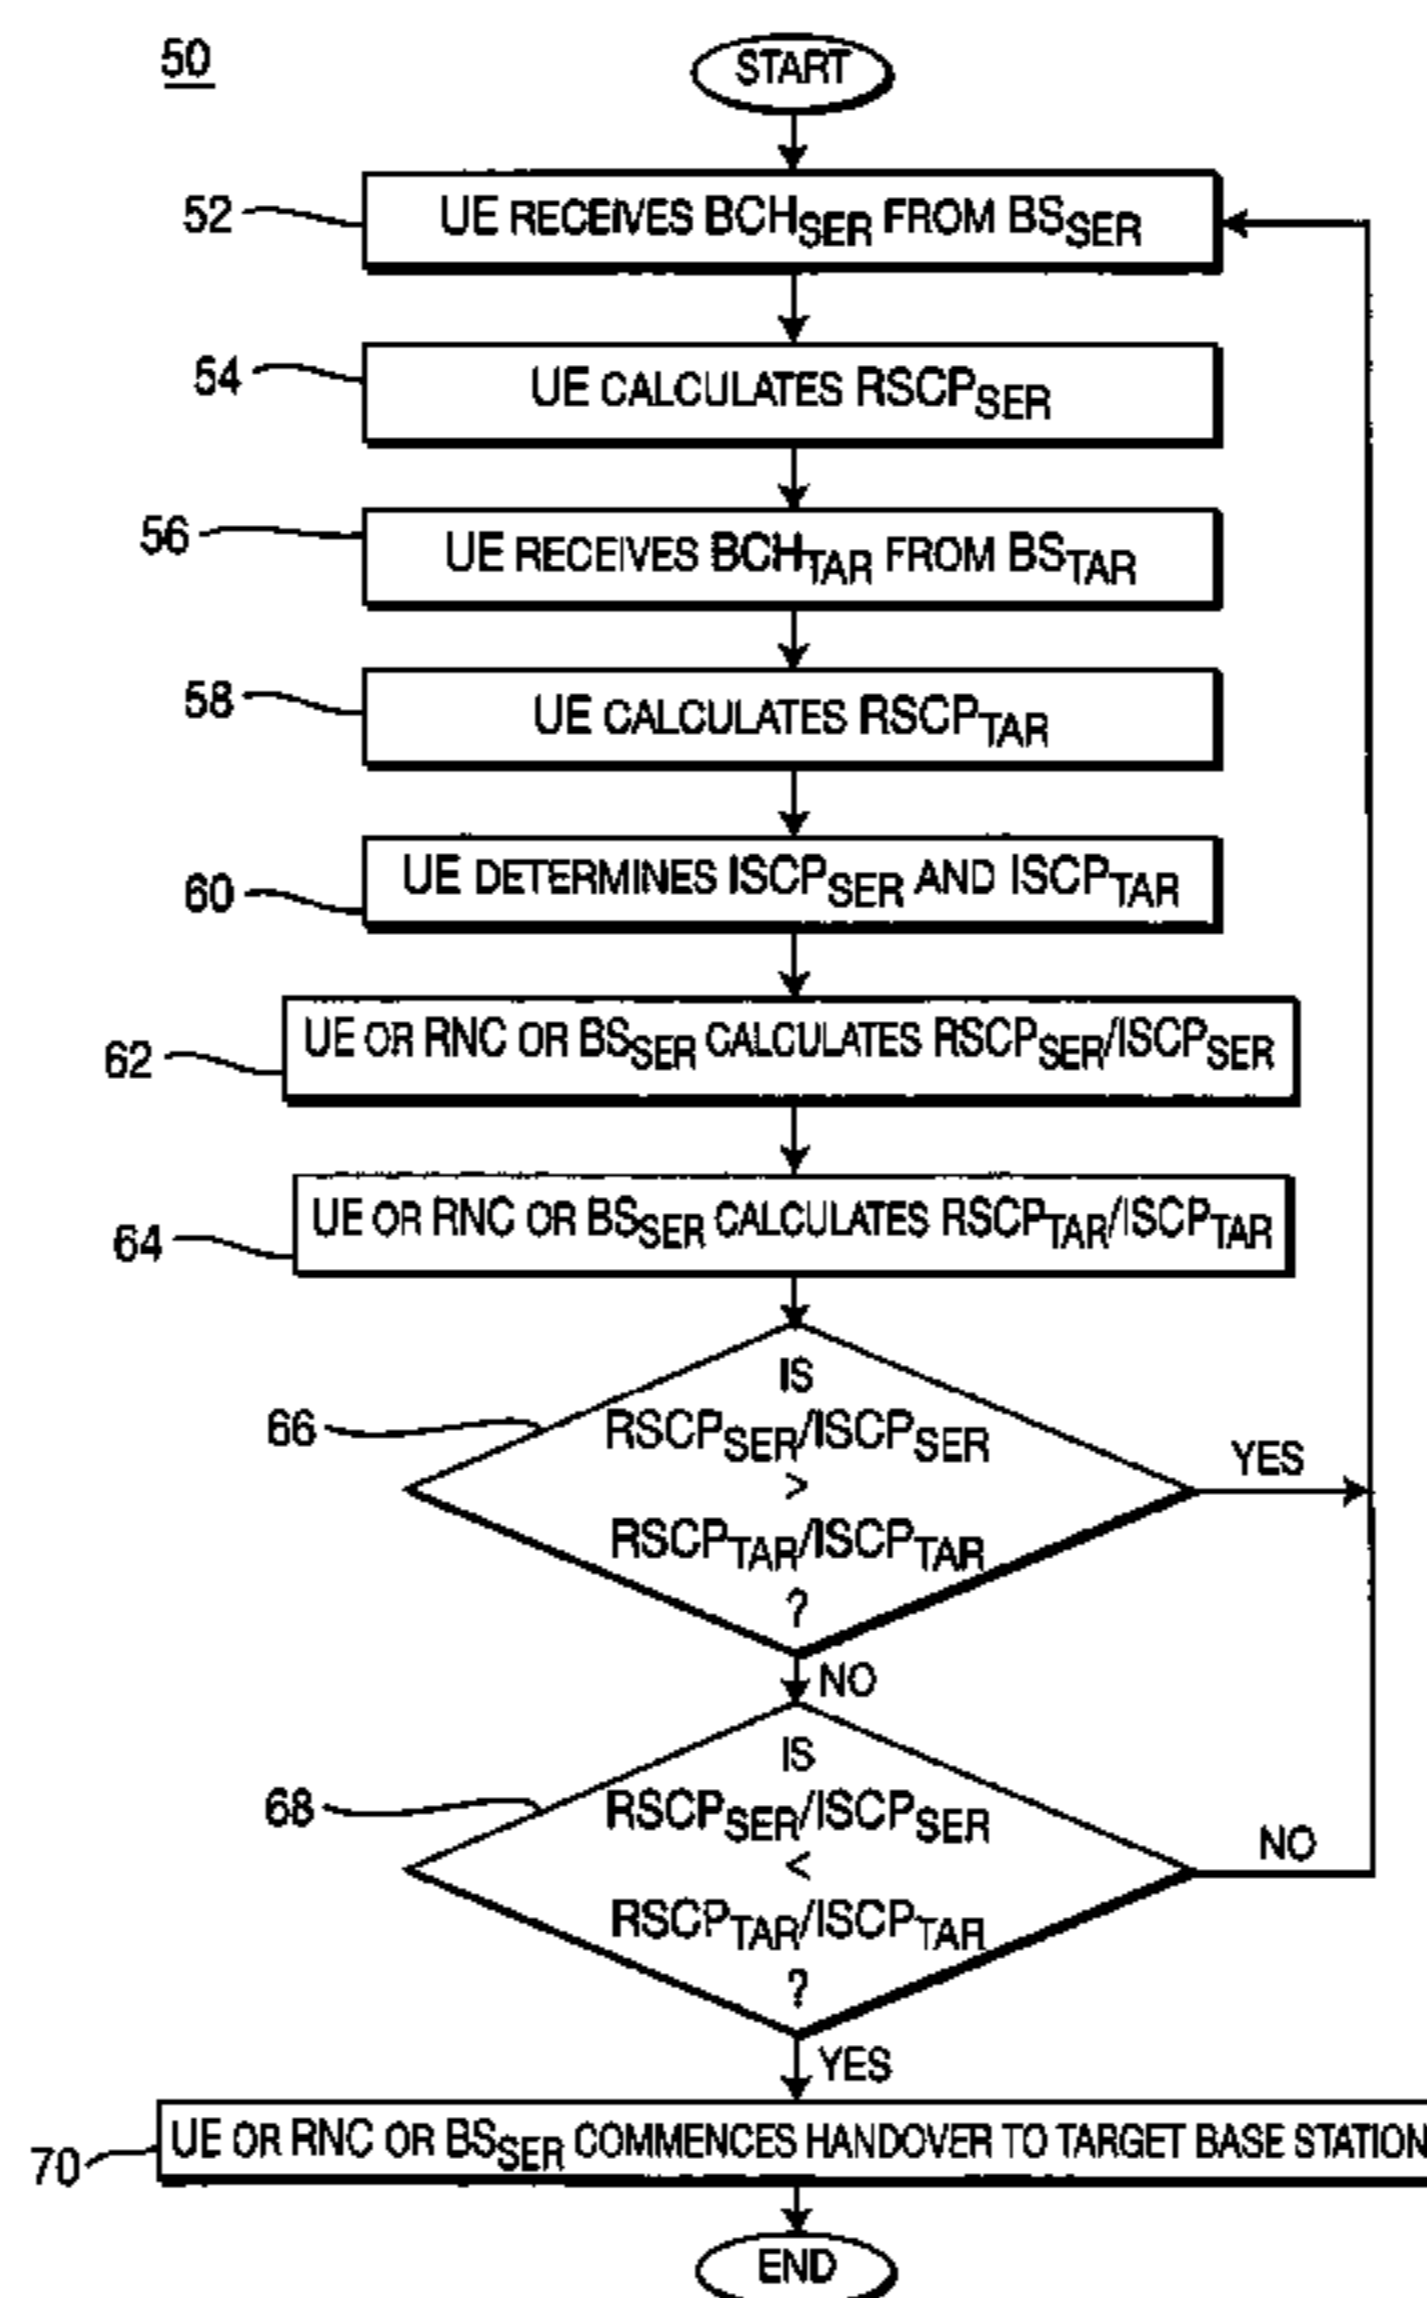 50
START
52
UE RECEIVES BCHSER FROM BSSER
54
UE CALCULATES RSCPSER
56
UE RECEIVES BCHTAR FROM BSTAR
58
UE CALCULATES RSCPTAR
60
UE DETERMINES ISCPSER AND ISCPTAR
62
UE OR RNC OR BSSER CALCULATES RSCPSER/ISCPSER
64
UE OR RNC OR BSSER CALCULATES RSCPTAR/ISCPTAR
66
IS
RSCPSER/ISCPSER
>
RSCPTAR/ISCPTAR
?
YES
NO
68
IS
RSCPSER/ISCPSER
<
RSCPTAR/ISCPTAR
?
NO
YES
70
UE OR RNC OR BSSER COMMENCES HANDOVER TO TARGET BASE STATION
END